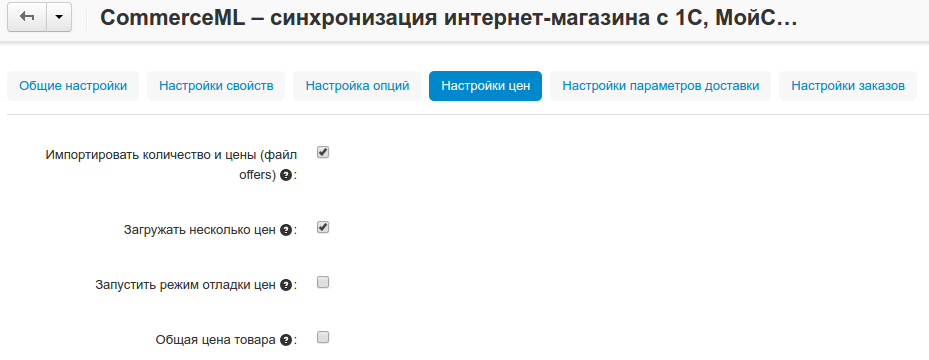 CommerceML – синхронизация интернет-магазина с 1С, МойС…
Общие настройки
Настройки свойств
Настройка опций
Настройки цен
Настройки параметров доставки
Настройки заказов
Импортировать количество и цены (файл
offers) ?:
Загружать несколько цен ?:
Запустить режим отладки цен ?:
Общая цена товара ?: